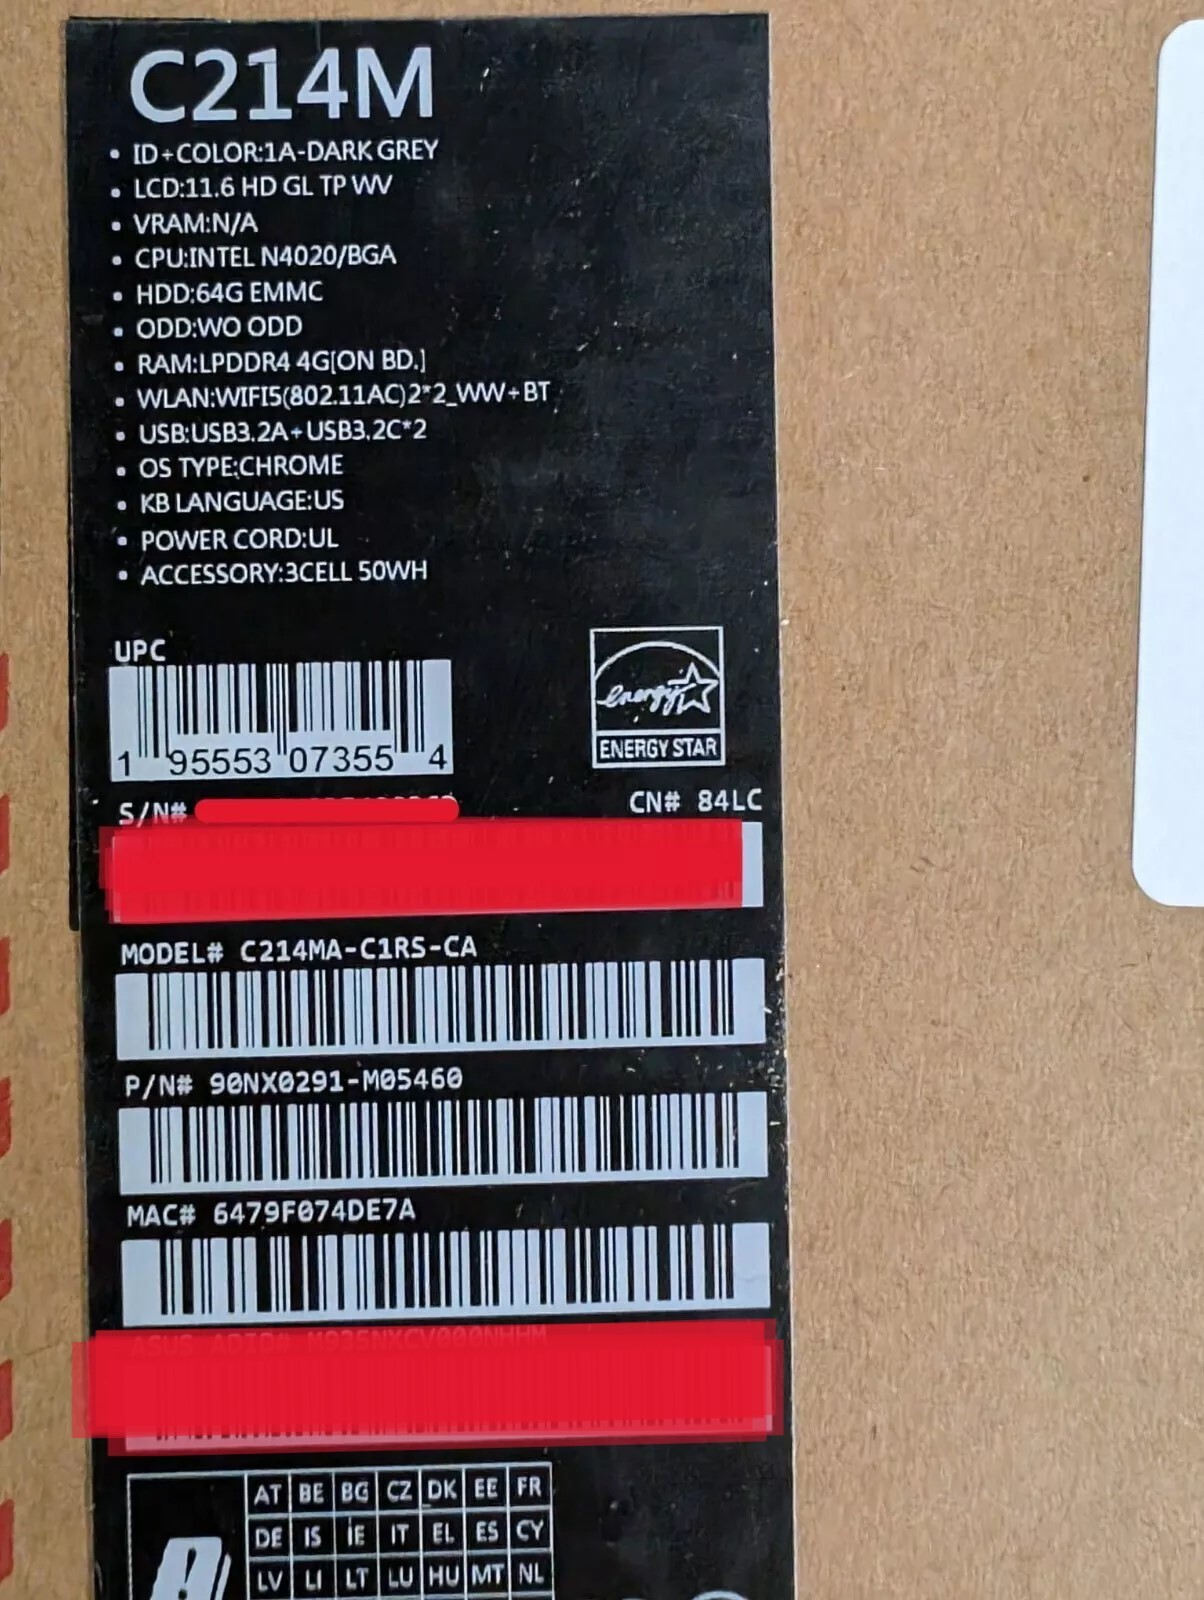 C214M
• ID+COLOR:1A-DARK GREY
• LCD:11.6 HD GL TP WV
• VRAM:N/A
• CPU:INTEL N4020/BGA
• HDD:64G EMMC
• ODD:WO ODD
• RAM:LPDDR4 4G[ON BD.]
• WLAN:WIFI5(802.11AC)2*2_WW+BT
• USB:USB3.2A+USB3.2C*2
• OS TYPE:CHROME
• KB LANGUAGE:US
• POWER CORD:UL
• ACCESSORY:3CELL 50WH
UPC
1 95553 07355 4
energy
ENERGY STAR
S/N# CN# 84LC
MODEL# C214MA-C1RS-CA
P/N# 90NX0291-M05460
MAC# 6479F074DE7A
AT BE BG CZ DK EE FR
DE IS IE IT EL ES CY
LV LI LT LU HU MT NL